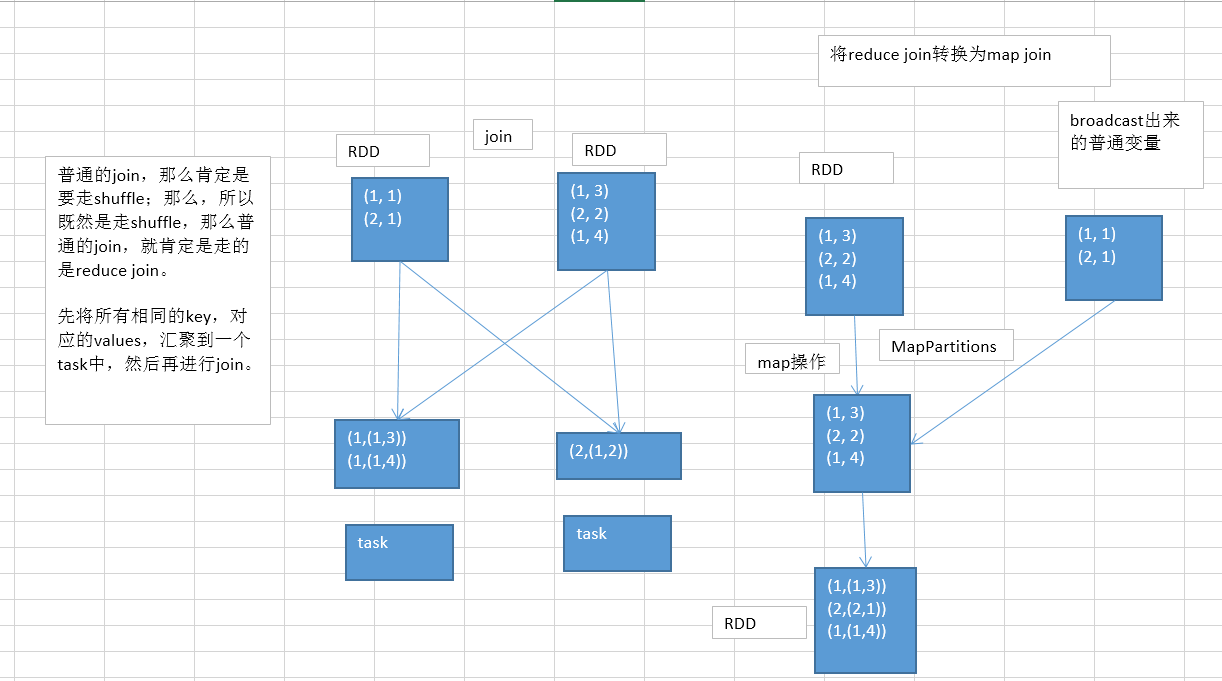 将reduce join转换为map join
broadcast出来
的普通变量
join
RDD
RDD
RDD
普通的join，那么肯定是
要走shuffle；那么，所以
既然是走shuffle，那么普
通的join，就肯定是走的
是reduce join。
先将所有相同的key，对
应的values，汇聚到一个
task中，然后再进行join。
(1, 1)
(2, 1)
(1, 3)
(2, 2)
(1, 4)
(1, 3)
(2, 2)
(1, 4)
(1, 1)
(2, 1)
map操作
MapPartitions
(1,(1,3))
(1,(1,4))
(2,(1,2))
(1, 3)
(2, 2)
(1, 4)
task
task
RDD
(1,(1,3))
(2,(2,1))
(1,(1,4))